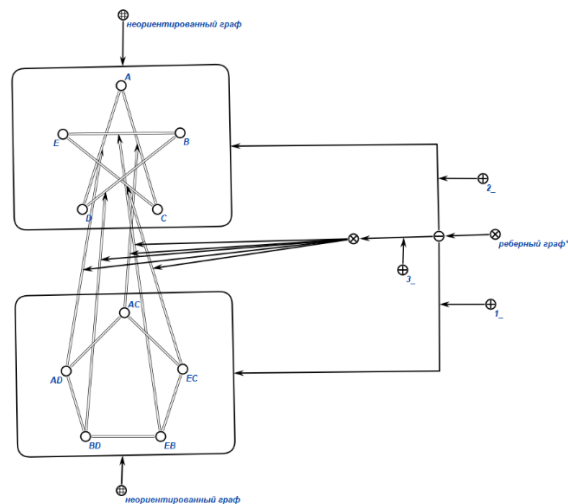 неориентированный граф
A
E
B
D
C
2_
реберный граф*
3_
1_
AC
AD
EC
BD
EB
неориентированный граф